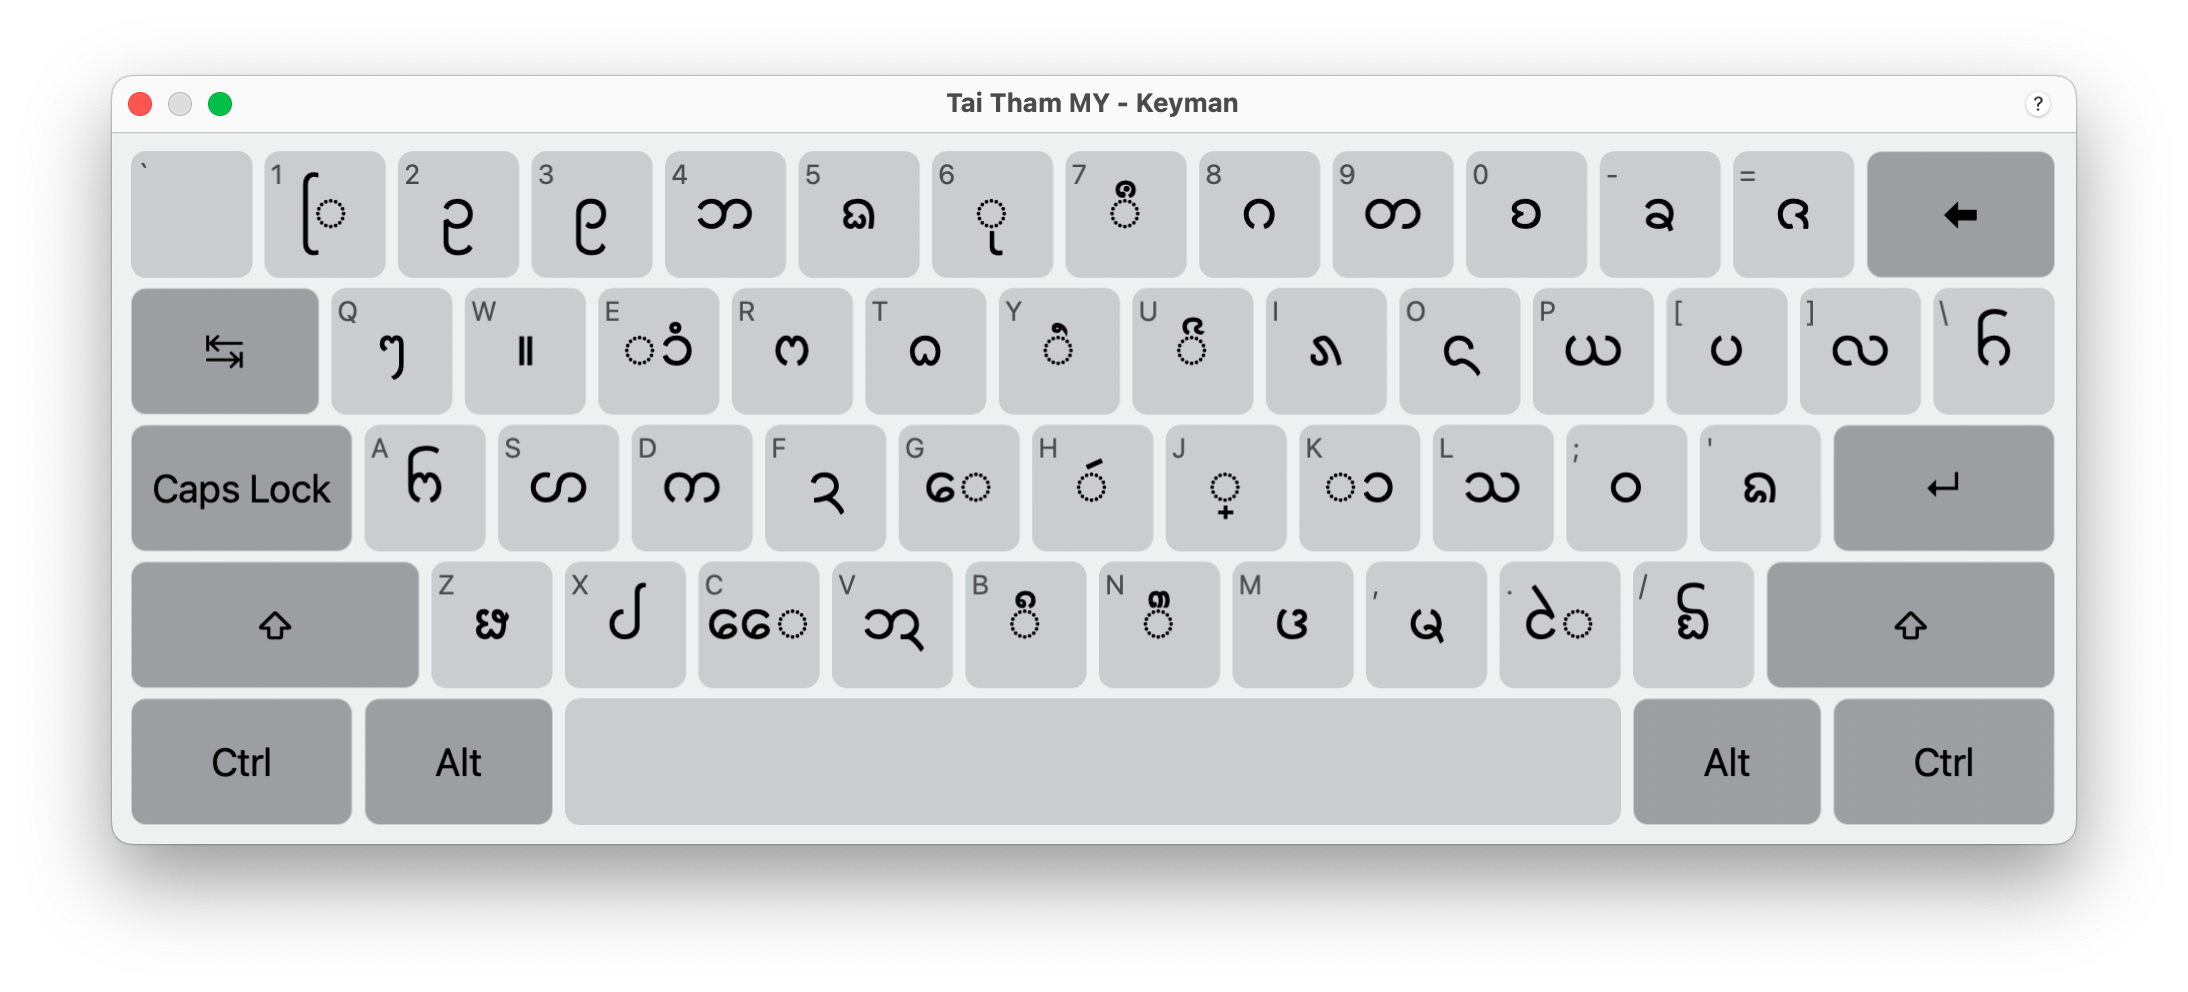 Tai Tham MY - Keyman ?
` 1 ᩕ 2 ᩏ 3 ᩂ 4 ᨽ 5 ᨳ 6 ᩩ 7 ᩧ 8 ᨣ 9 ᨲ 0 ᨧ - ᨡ = ᨩ
Q ᪧ W ᪩ E ᩣᩴ R ᨻ T ᨵ Y ᩢ U ᩦ I ᩁ O ᨶ P ᨿ [ ᨷ ] ᩃ \ ᨤ
Caps Lock A ᨼ S ᩉ D ᨠ F ᨯ G ᩮ H ᩵ J ᩠ K ᩣ L ᩈ ; ᩅ ' ᨦ
Z ᨹ X ᨸ C ᩯ V ᩋ B ᩥ N ᩨ M ᨴ , ᨾ . ᩱ / ᨺ
Ctrl Alt Alt Ctrl